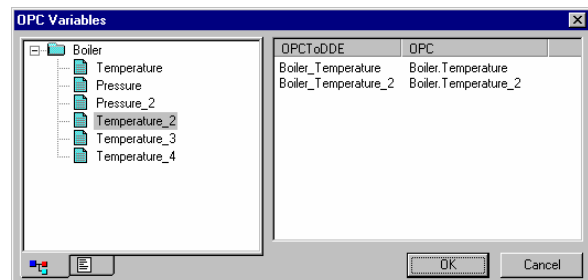 OPC Variables
Boiler
Temperature
Pressure
Pressure_2
Temperature_2
Temperature_3
Temperature_4
OPCToDDE OPC
Boiler_Temperature Boiler.Temperature
Boiler_Temperature_2 Boiler.Temperature_2
OK Cancel